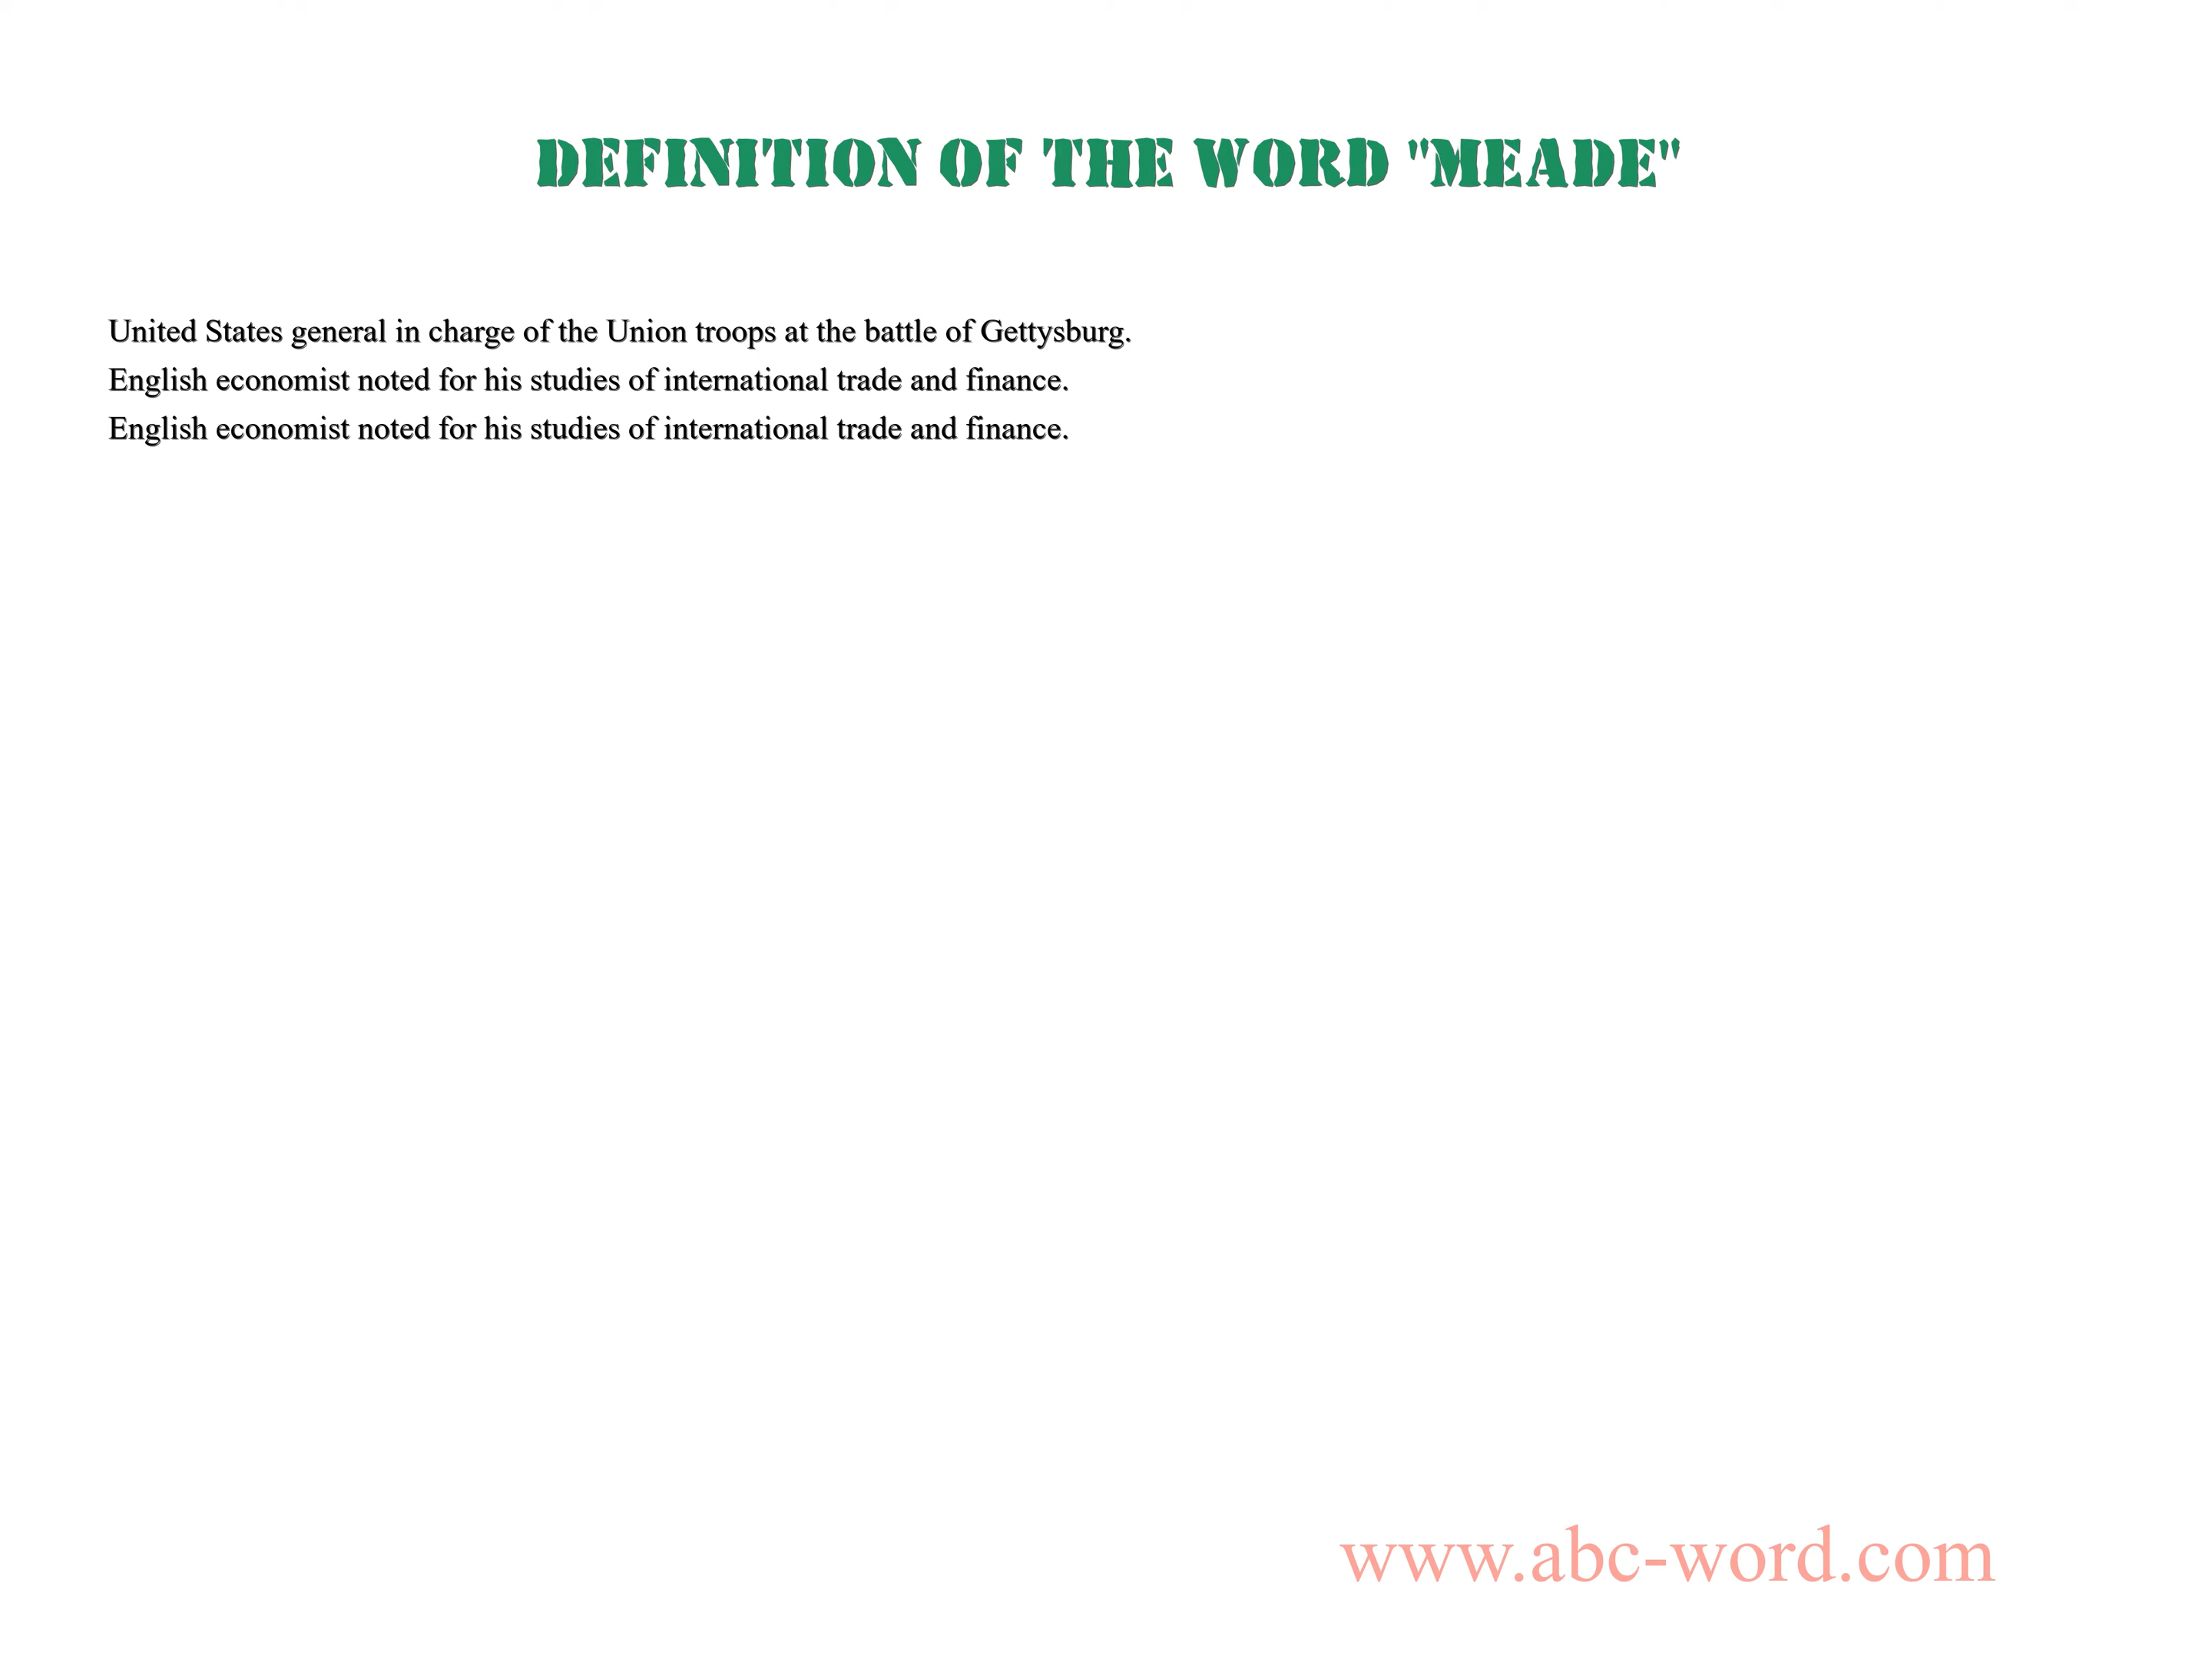 DEFINITION OF THE WORD "MEADE"
United States general in charge of the Union troops at the battle of Gettysburg.
English economist noted for his studies of international trade and finance.
English economist noted for his studies of international trade and finance.
www.abc-word.com